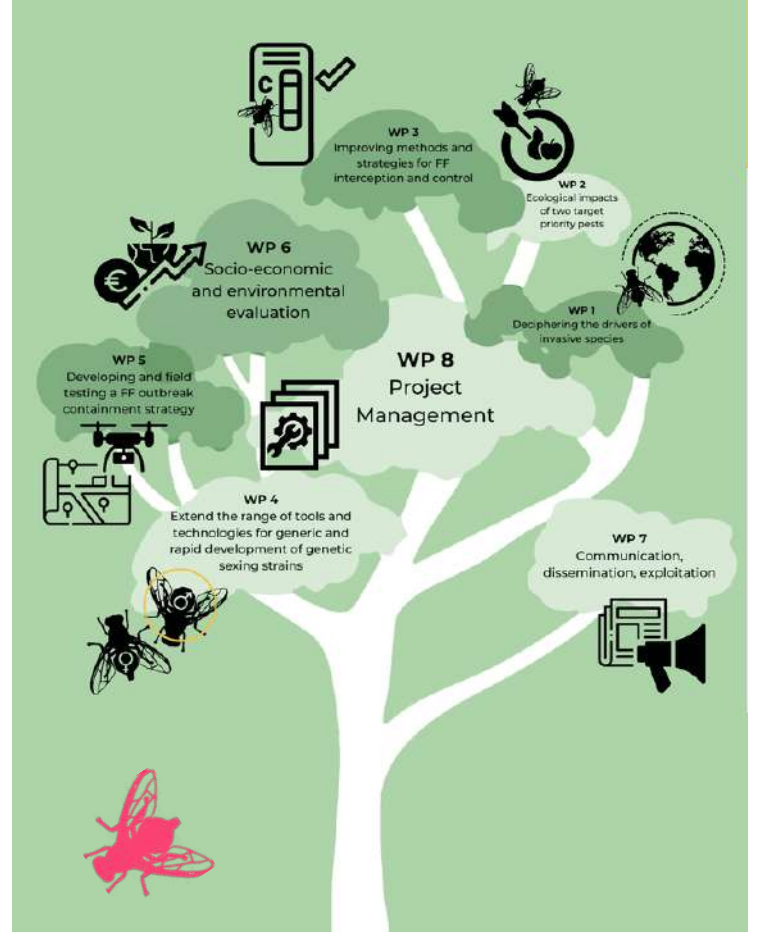 C
WP 3
Improving methods and
strategies for FF
interception and control
WP 2
Ecological impacts
of two target
priority pests
WP 6
Socio-economic
and environmental
evaluation
€
WP 1
Deciphering the drivers of
invasive species
WP 8
Project
Management
WP 5
Developing and field
testing a FF outbreak
containment strategy
WP 4
Extend the range of tools and
technologies for generic and
rapid development of genetic
sexing strains
WP 7
Communication,
dissemination, exploitation